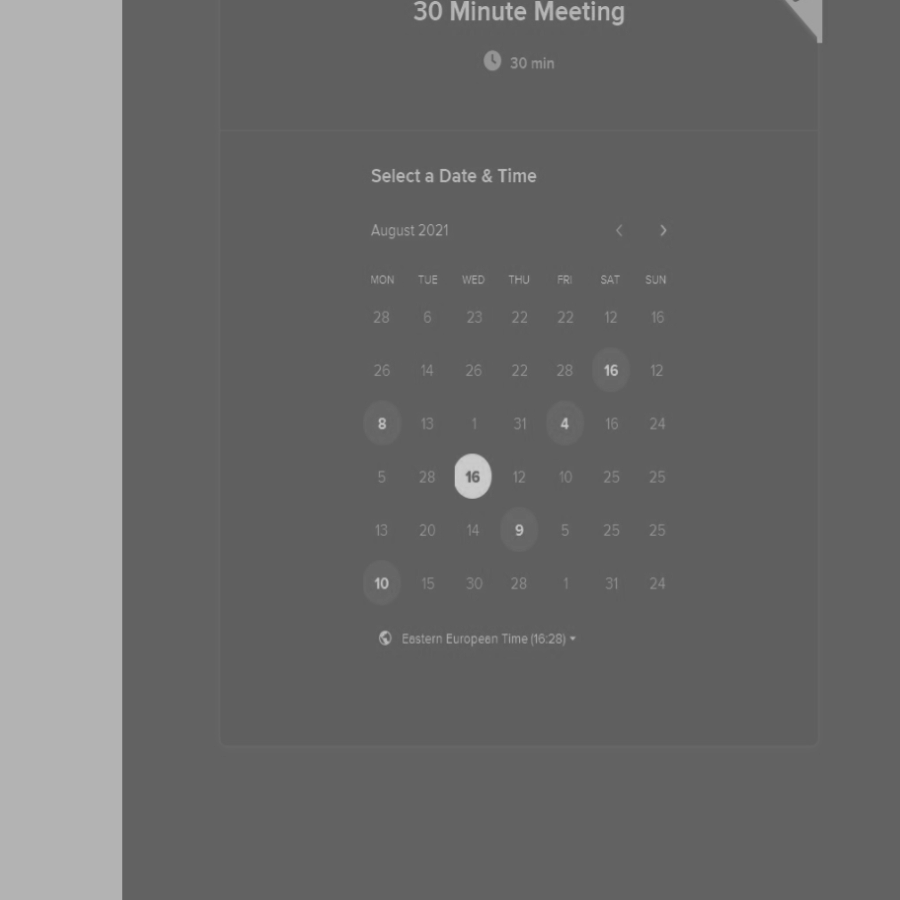 30 Minute Meeting
30 min
Select a Date & Time
August 2021
MON TUE WED THU FRI SAT SUN
28 6 23 22 22 12 16
26 14 26 22 28 16 12
8 13 1 31 4 16 24
5 28 16 12 10 25 25
13 20 14 9 5 25 25
10 15 30 28 1 31 24
Eastern European Time (16:28)